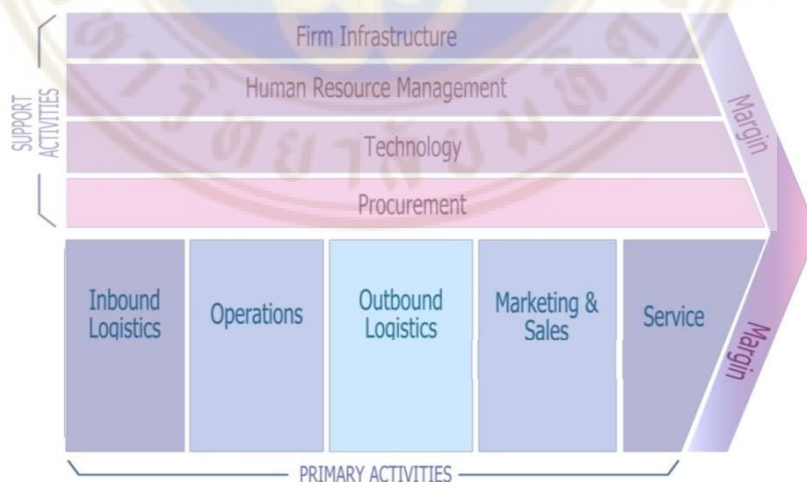 Firm Infrastructure
Human Resource Management
Technology
Procurement
SUPPORT
ACTIVITIES
Margin
Inbound
Logistics
Operations
Outbound
Logistics
Marketing &
Sales
Service
Margin
PRIMARY ACTIVITIES